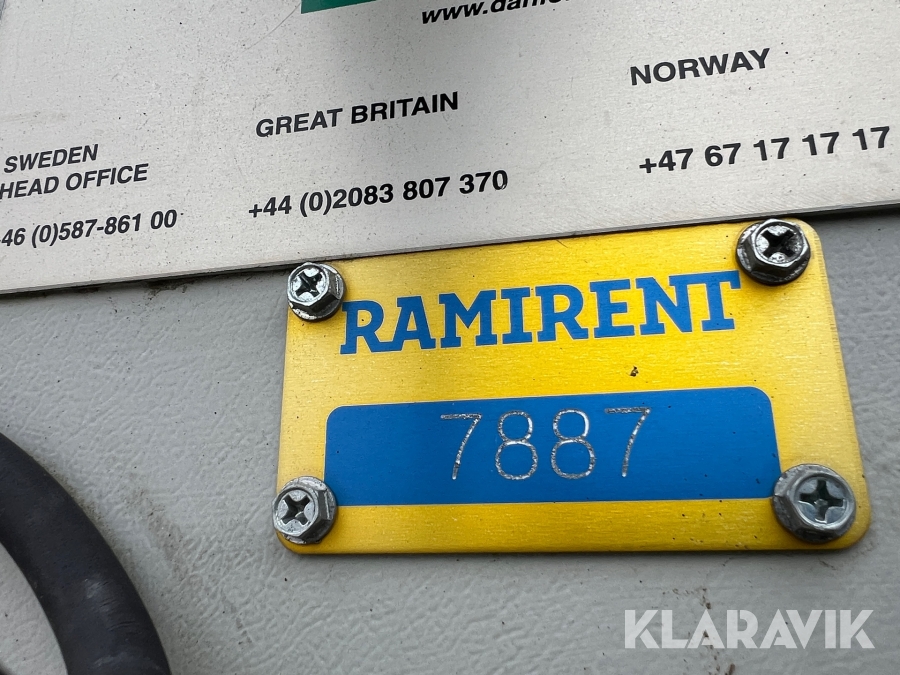 www.danie
NORWAY
GREAT BRITAIN
SWEDEN
HEAD OFFICE
+47 67 17 17 17
+44 (0)2083 807 370
46 (0)587-861 00
RAMIRENT
7887
KLARAVIK